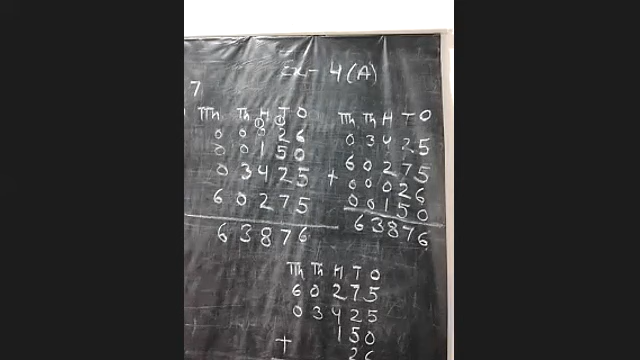 Ex- 4(A)
7
TTh Th H T O
0 0 0 2 6
0 0 1 5 0
0 3 4 2 5
6 0 2 7 5
6 3 8 7 6
TTh Th H T O
0 3 4 2 5
6 0 2 7 5
+ 0 0 0 2 6
0 0 1 5 0
6 3 8 7 6
TTh Th H T O
6 0 2 7 5
0 3 4 2 5
1 5 0
+ 2 6